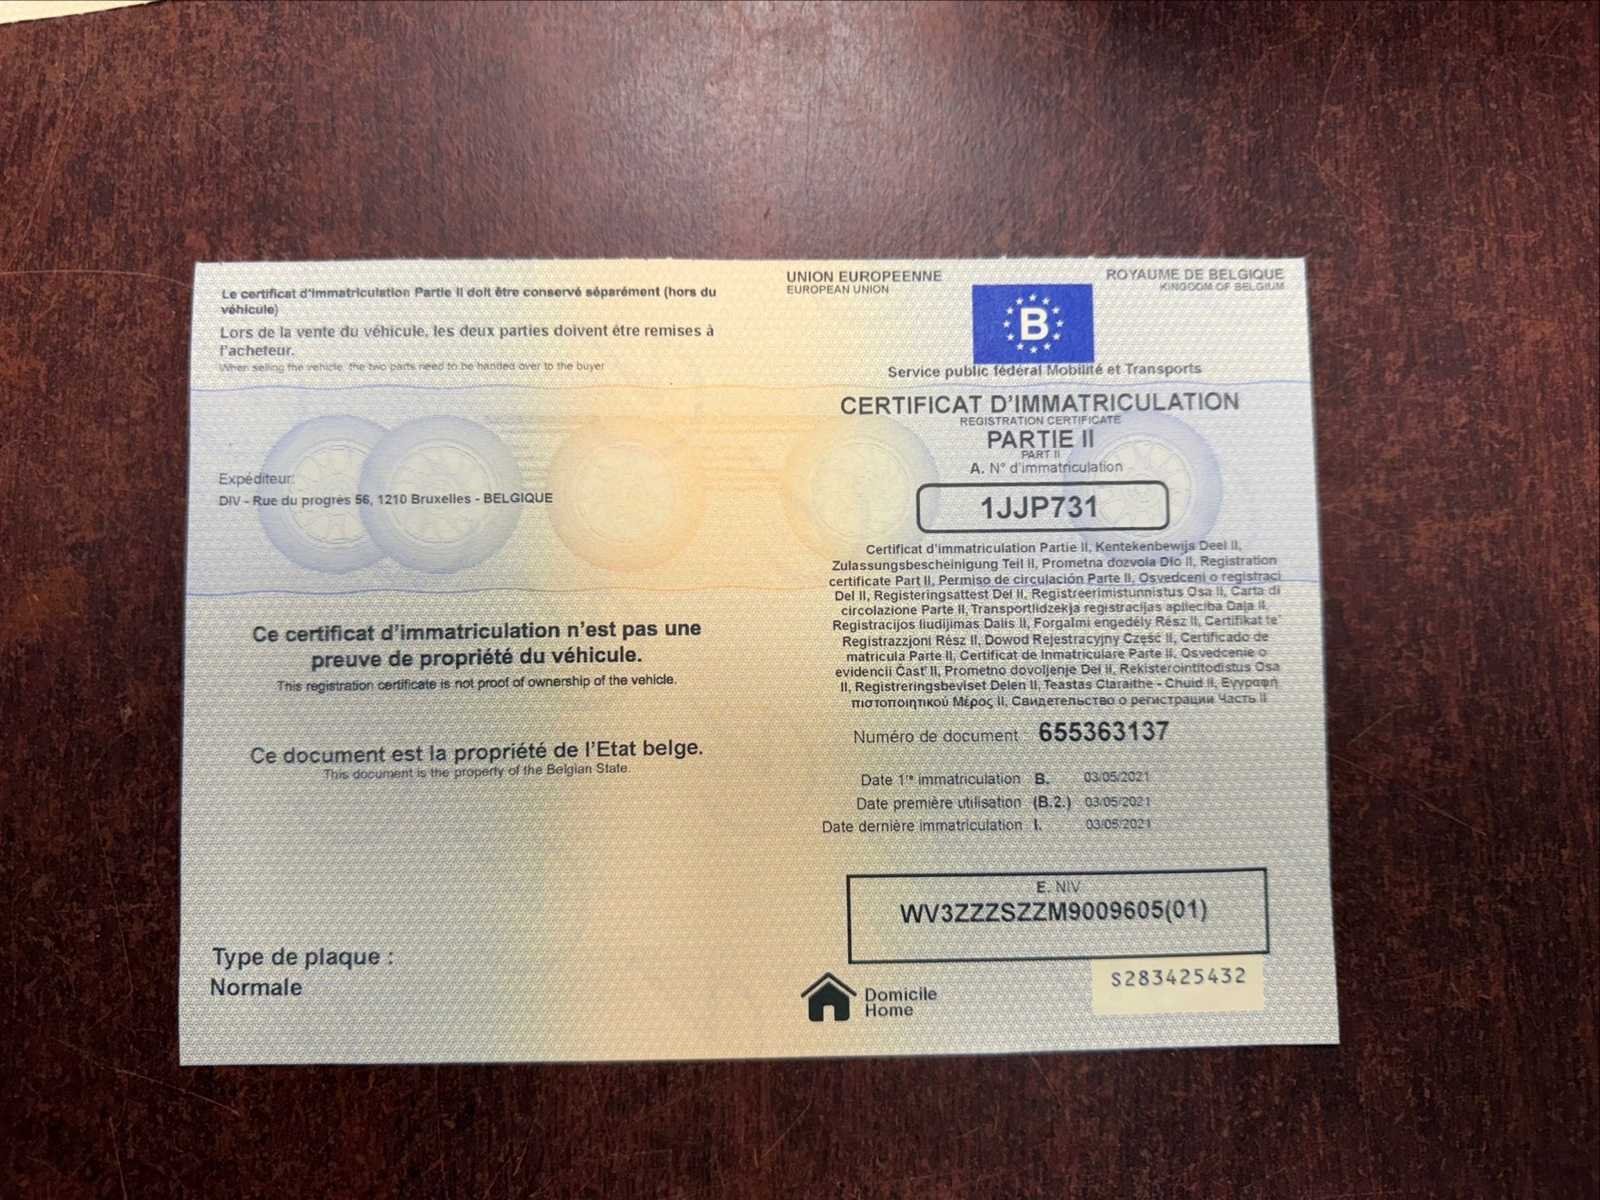 Le certificat d'immatriculation Partie II doit être conservé séparément (hors du
véhicule)
Lors de la vente du véhicule, les deux parties doivent être remises à
l'acheteur.
When selling the vehicle, the two parts need to be handed over to the buyer
Expéditeur:
DIV - Rue du progrès 56, 1210 Bruxelles - BELGIQUE
Ce certificat d'immatriculation n'est pas une
preuve de propriété du véhicule.
This registration certificate is not proof of ownership of the vehicle.
Ce document est la propriété de l'Etat belge.
This document is the property of the Belgian State.
Type de plaque :
Normale
UNION EUROPEENNE
EUROPEAN UNION
ROYAUME DE BELGIQUE
KINGDOM OF BELGIUM
B
Service public fédéral Mobilité et Transports
CERTIFICAT D'IMMATRICULATION
REGISTRATION CERTIFICATE
PARTIE II
PART II
A. N° d'immatriculation
1JJP731
Certificat d'immatriculation Partie II, Kentekenbewijs Deel II,
Zulassungsbescheinigung Teil II, Prometna dozvola Dio II, Registration
certificate Part II, Permiso de circulación Parte II, Osvedceni o registraci
Del II, Registeringsattest Del II, Registreerimistunnistus Osa II, Carta di
circolazione Parte II, Transportlidzekja registracijas aplieciba Daja II,
Registracijos liudijimas Dalis II, Forgalmi engedély Rész II, Certifikat te'
Registrazzjoni Rész II, Dowod Rejestracyjny Część II, Certificado de
matricula Parte II, Certificat de Inmatriculare Parte II, Osvedcenie o
evidencii Časť II, Prometno dovoljenje Del II, Rekisterointitodistus Osa
II, Registreringsbeviset Delen II, Teastas Claraithe - Chuid II, Εγγραφή
πιστοποιητικού Μέρος II, Свидетельство о регистрации Часть II
Numéro de document : 655363137
Date 1re immatriculation B. 03/05/2021
Date première utilisation (B.2.) 03/05/2021
Date dernière immatriculation I. 03/05/2021
E. NIV
WV3ZZZSZZM9009605(01)
Domicile
Home
S283425432